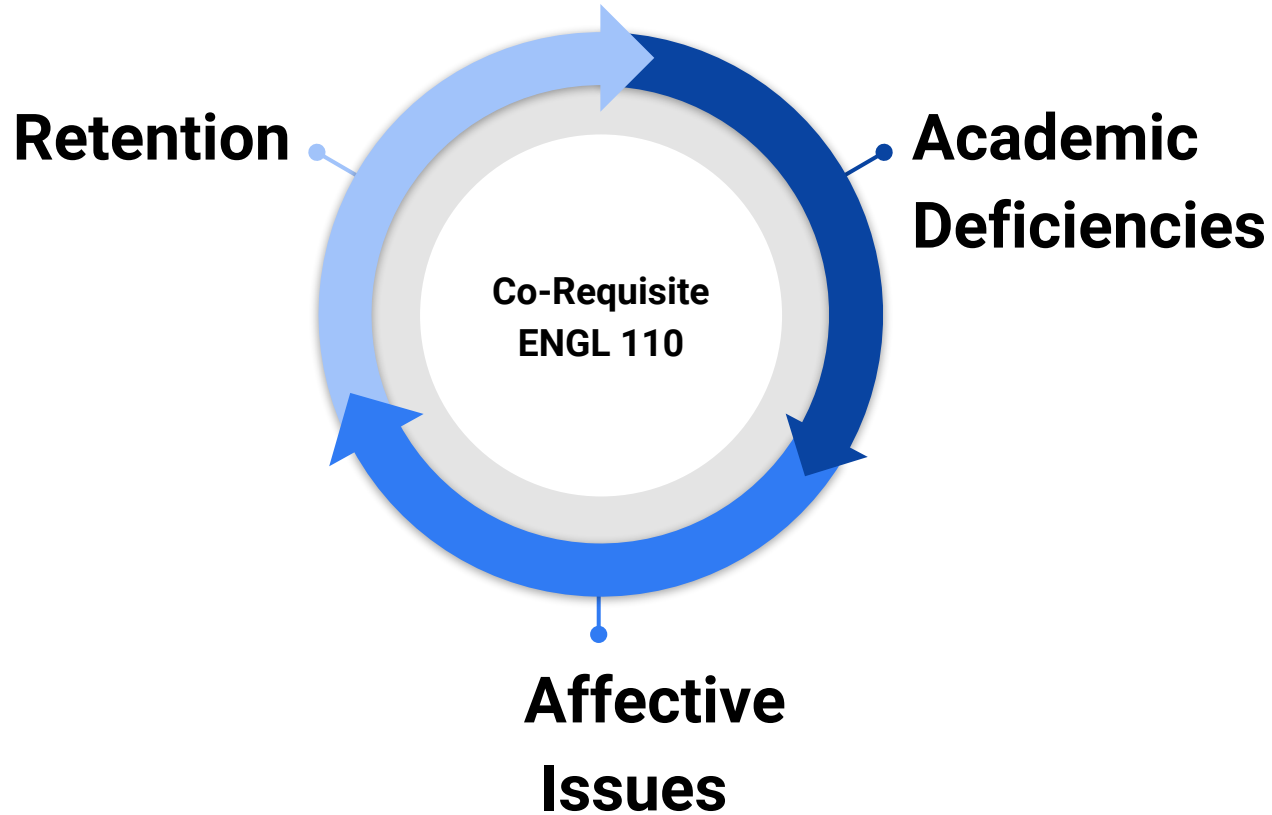 Retention
Academic
Deficiencies
Co-Requisite
ENGL 110
Affective
Issues